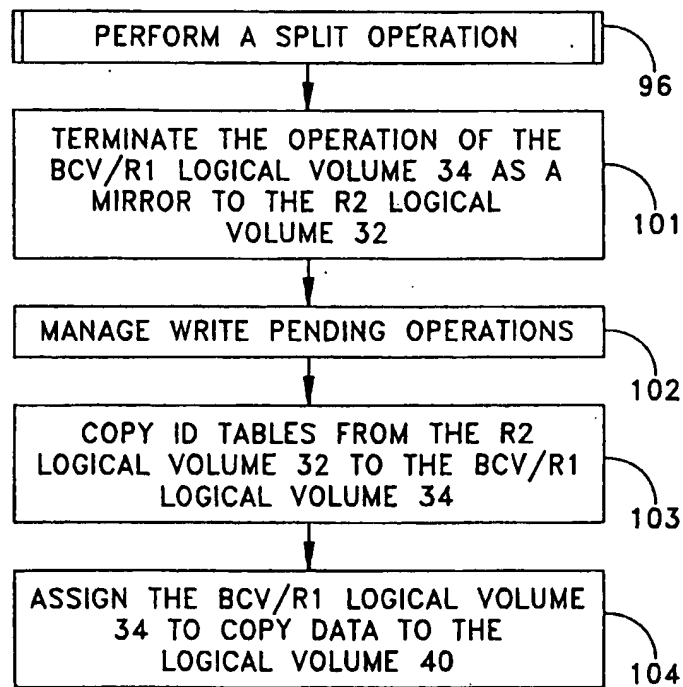 PERFORM A SPLIT OPERATION
96
TERMINATE THE OPERATION OF THE
BCV/R1 LOGICAL VOLUME 34 AS A
MIRROR TO THE R2 LOGICAL
VOLUME 32
101
MANAGE WRITE PENDING OPERATIONS
102
COPY ID TABLES FROM THE R2
LOGICAL VOLUME 32 TO THE BCV/R1
LOGICAL VOLUME 34
103
ASSIGN THE BCV/R1 LOGICAL VOLUME
34 TO COPY DATA TO THE
LOGICAL VOLUME 40
104